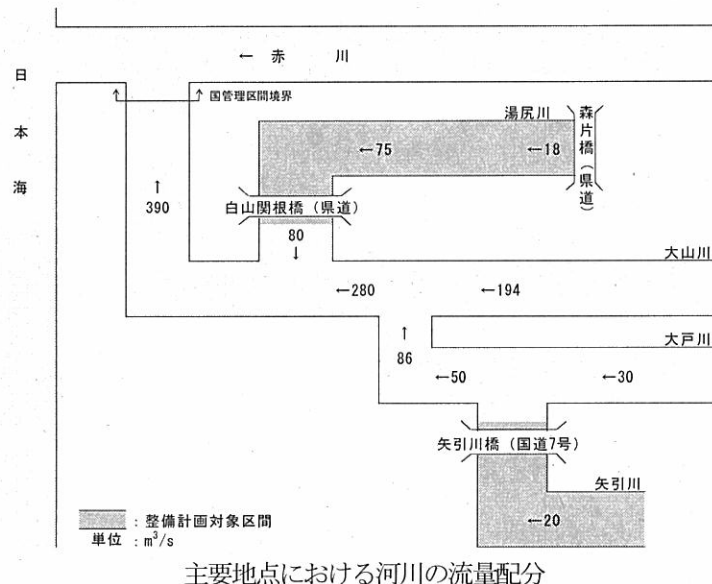 ← 赤 川
日本海
国管理区間境界
湯尻川
森片橋（県道）
←75
←18
↑
390
白山関根橋（県道）
80
↓
大山川
←280
←194
大戸川
↑
86
←50
←30
矢引川橋（国道7号）
矢引川
：整備計画対象区間
←20
単位：m³/s
主要地点における河川の流量配分